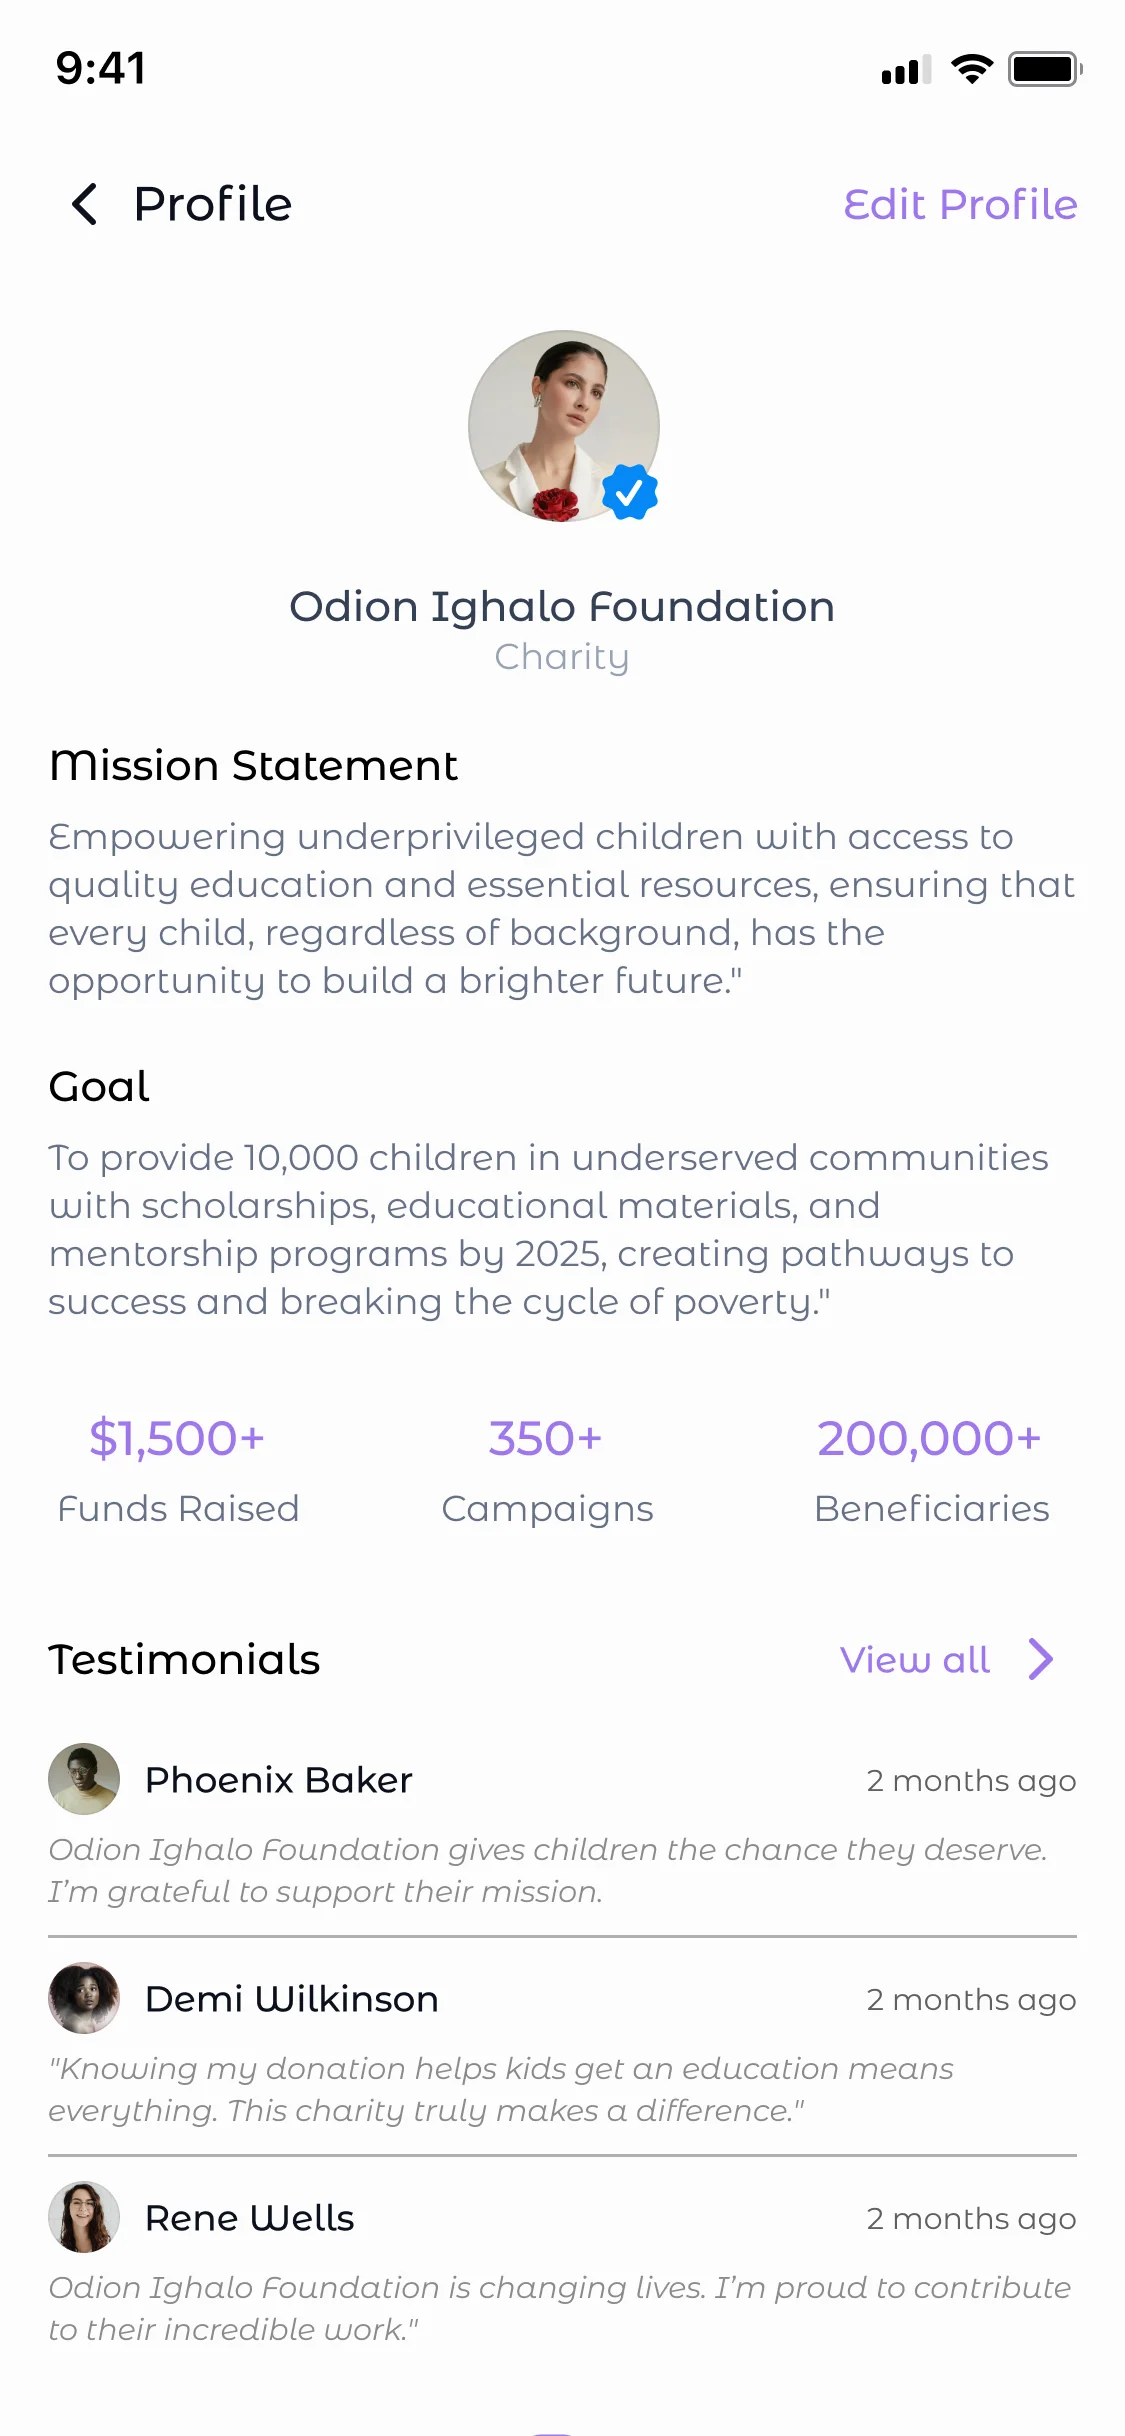 9:41
Profile
Edit Profile
Odion Ighalo Foundation
Charity
Mission Statement
Empowering underprivileged children with access to
quality education and essential resources, ensuring that
every child, regardless of background, has the
opportunity to build a brighter future."
Goal
To provide 10,000 children in underserved communities
with scholarships, educational materials, and
mentorship programs by 2025, creating pathways to
success and breaking the cycle of poverty."
$1,500+
Funds Raised
350+
Campaigns
200,000+
Beneficiaries
Testimonials
View all
Phoenix Baker
2 months ago
Odion Ighalo Foundation gives children the chance they deserve.
I’m grateful to support their mission.
Demi Wilkinson
2 months ago
"Knowing my donation helps kids get an education means
everything. This charity truly makes a difference."
Rene Wells
2 months ago
Odion Ighalo Foundation is changing lives. I’m proud to contribute
to their incredible work."